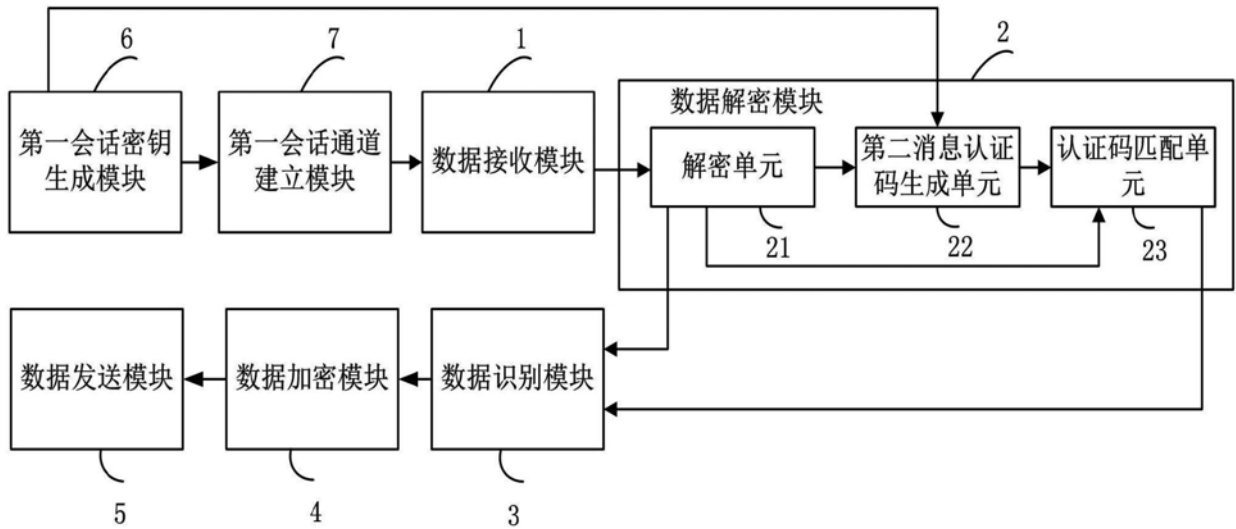 6
7
1
2
第一会话密钥
生成模块
第一会话通道
建立模块
数据接收模块
数据解密模块
解密单元
第二消息认证
码生成单元
认证码匹配单
元
21
22
23
数据发送模块
数据加密模块
数据识别模块
5
4
3